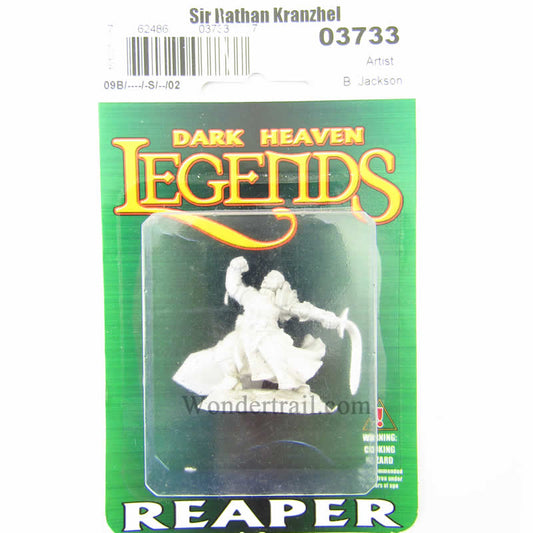 Sir Nathan Kranzhel
62486 03733 7
03733
Artist
B Jackson
09B/----/-S/--/02
DARK HEAVEN
LEGENDS
Wondertrail.com
WARNING:
CHOKING
HAZARD
REAPER